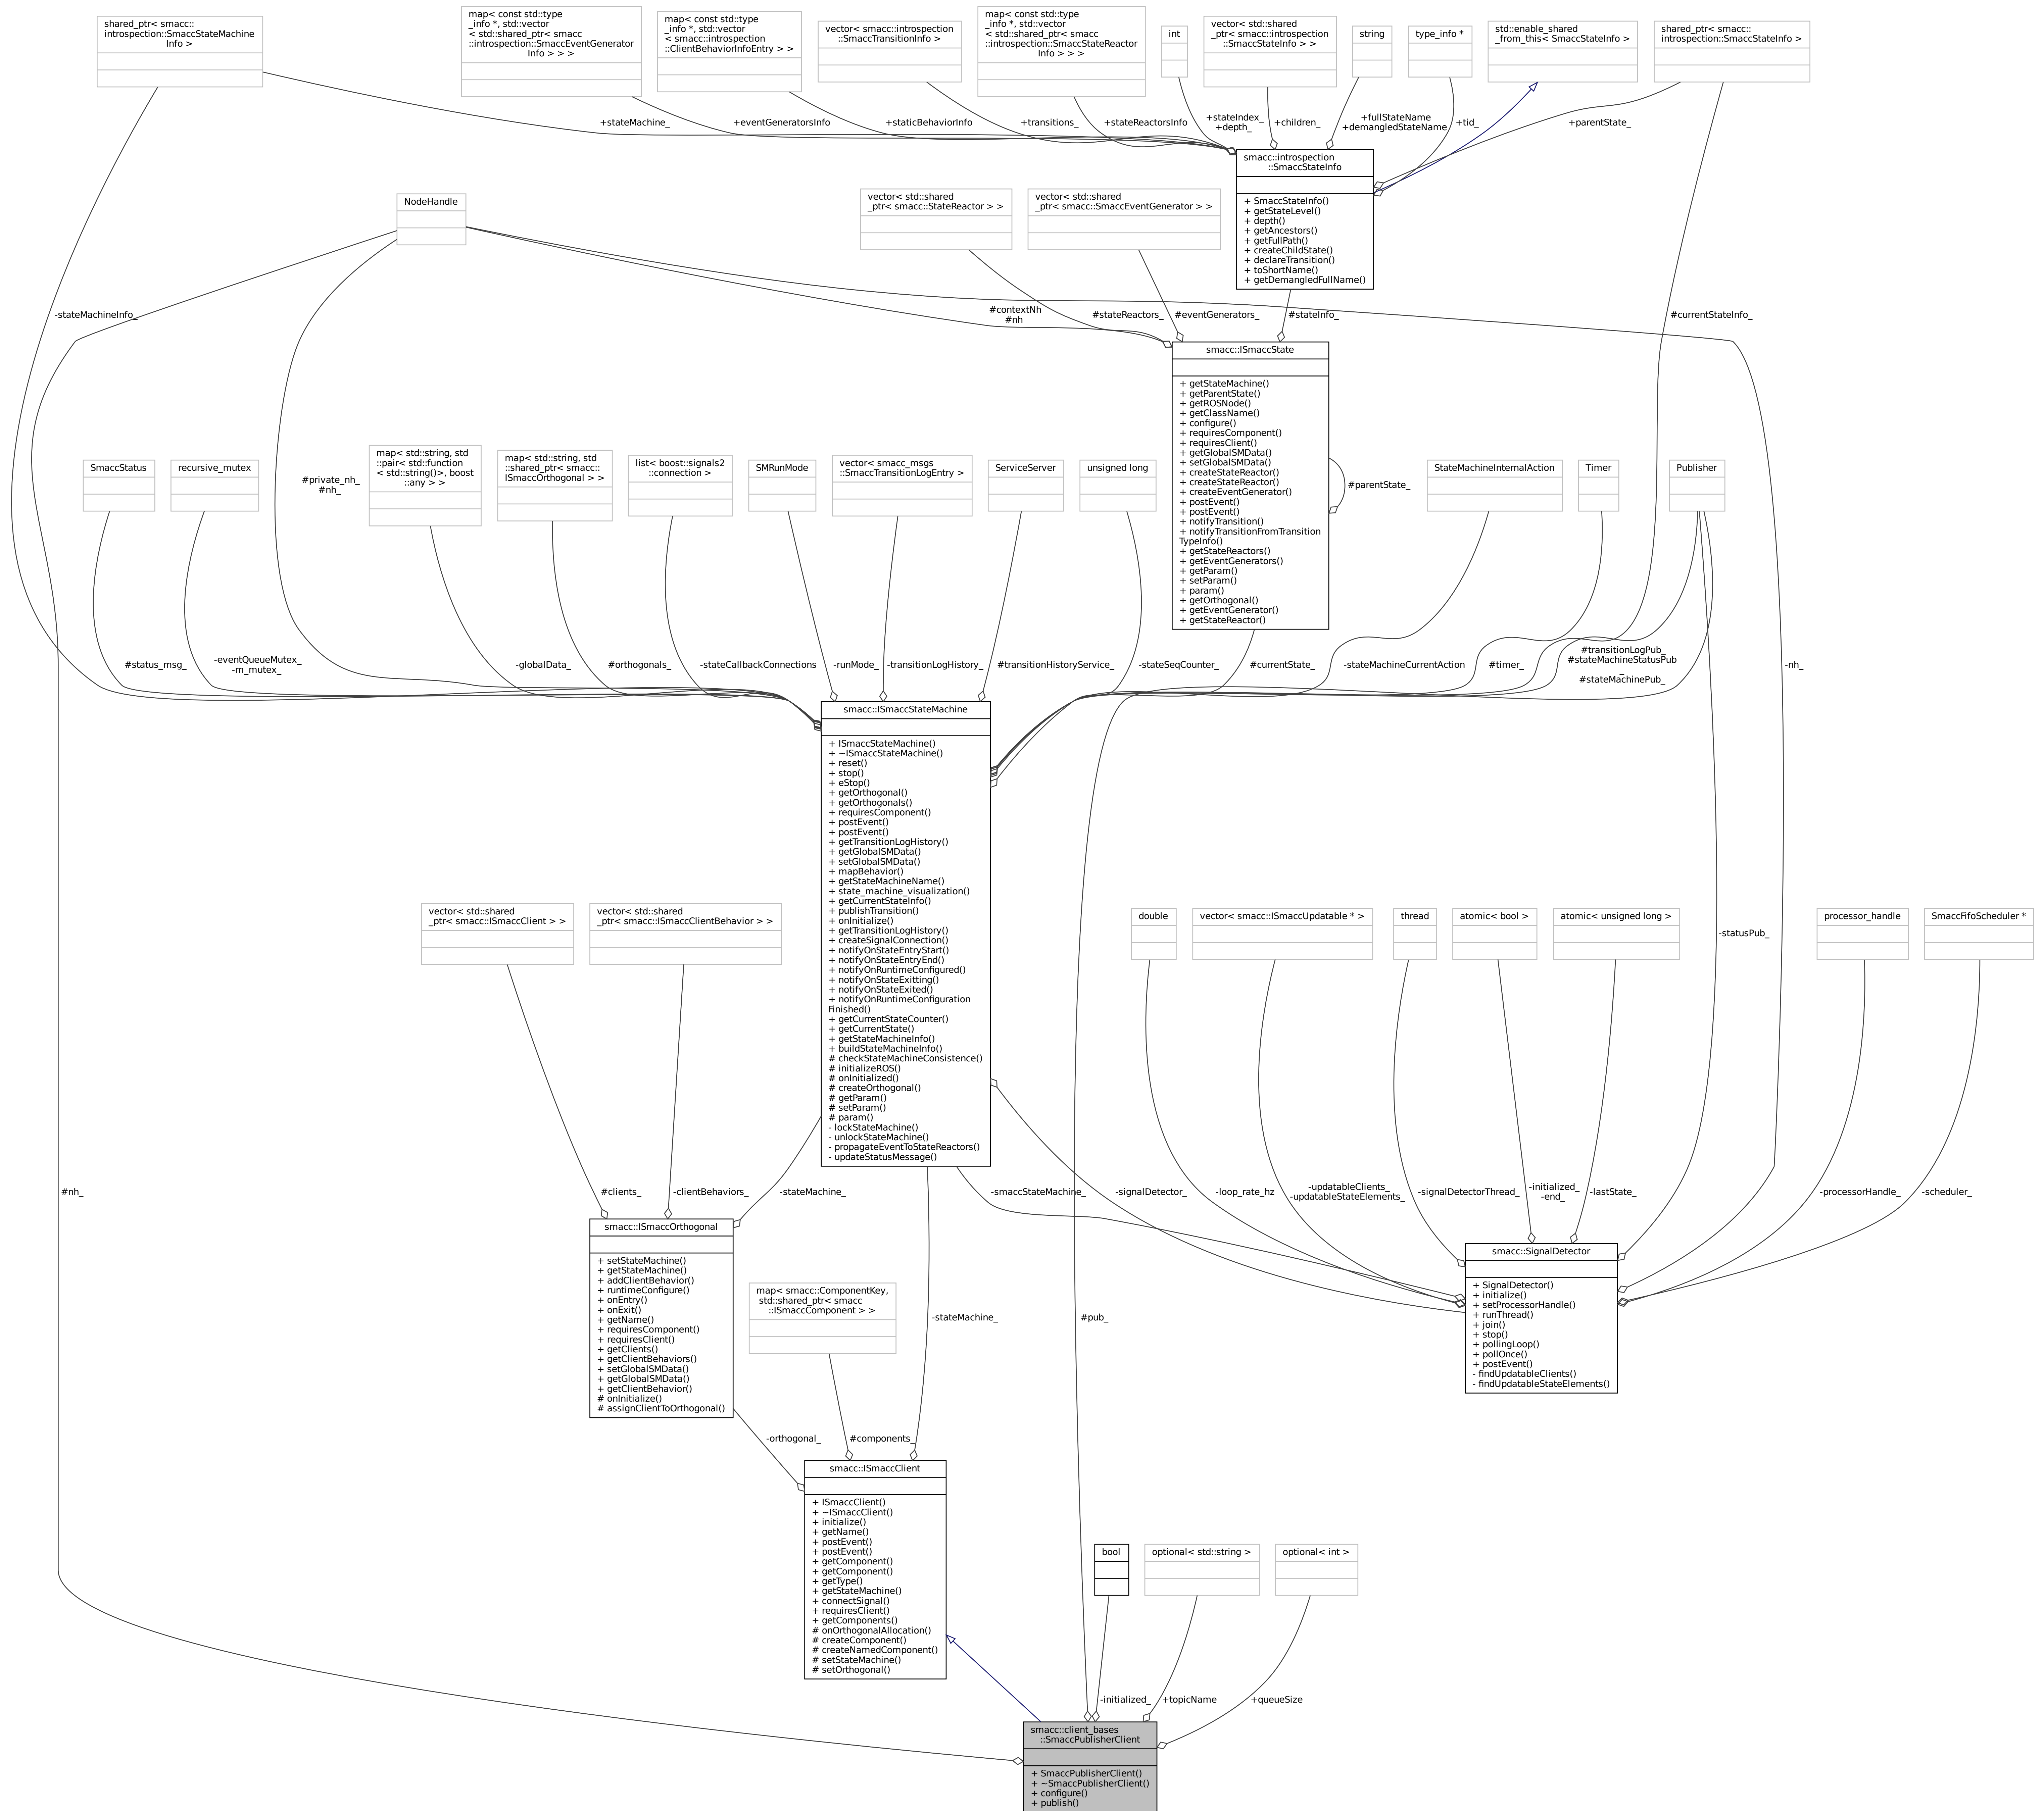 shared_ptr< smacc::
introspection::SmaccStateMachine
Info >
map< const std::type
_info *, std::vector
< std::shared_ptr< smacc
::introspection::SmaccEventGenerator
Info > > >
map< const std::type
_info *, std::vector
< smacc::introspection
::ClientBehaviorInfoEntry > >
vector< smacc::introspection
::SmaccTransitionInfo >
map< const std::type
_info *, std::vector
< std::shared_ptr< smacc
::introspection::SmaccStateReactor
Info > > >
int
vector< std::shared
_ptr< smacc::introspection
::SmaccStateInfo > >
string
type_info *
std::enable_shared
_from_this< SmaccStateInfo >
shared_ptr< smacc::
introspection::SmaccStateInfo >
+stateMachine_
+eventGeneratorsInfo
+staticBehaviorInfo
+transitions_
+stateReactorsInfo
+stateIndex_
+depth_
+children_
+fullStateName
+demangledStateName
+tid_
+parentState_
smacc::introspection
::SmaccStateInfo
+ SmaccStateInfo()
+ getStateLevel()
+ depth()
+ getAncestors()
+ getFullPath()
+ createChildState()
+ declareTransition()
+ toShortName()
+ getDemangledFullName()
NodeHandle
vector< std::shared
_ptr< smacc::StateReactor > >
vector< std::shared
_ptr< smacc::SmaccEventGenerator > >
-stateMachineInfo_
#contextNh
#nh
#stateReactors_
#eventGenerators_
#stateInfo_
#currentStateInfo_
smacc::ISmaccState
+ getStateMachine()
+ getParentState()
+ getROSNode()
+ getClassName()
+ configure()
+ requiresComponent()
+ requiresClient()
+ getGlobalSMData()
+ setGlobalSMData()
+ createStateReactor()
+ createStateReactor()
+ createEventGenerator()
+ postEvent()
+ postEvent()
+ notifyTransition()
+ notifyTransitionFromTransition
TypeInfo()
+ getStateReactors()
+ getEventGenerators()
+ getParam()
+ setParam()
+ param()
+ getOrthogonal()
+ getEventGenerator()
+ getStateReactor()
#parentState_
SmaccStatus
recursive_mutex
#private_nh_
#nh_
map< std::string, std
::pair< std::function
< std::string()>, boost
::any > >
map< std::string, std
::shared_ptr< smacc::
ISmaccOrthogonal > >
list< boost::signals2
::connection >
SMRunMode
vector< smacc_msgs
::SmaccTransitionLogEntry >
ServiceServer
unsigned long
StateMachineInternalAction
Timer
Publisher
#status_msg_
-eventQueueMutex_
-m_mutex_
-globalData_
#orthogonals_
-stateCallbackConnections
-runMode_
-transitionLogHistory_
#transitionHistoryService_
-stateSeqCounter_
#currentState_
-stateMachineCurrentAction
#timer_
#transitionLogPub_
#stateMachineStatusPub
_
#stateMachinePub_
-nh_
smacc::ISmaccStateMachine
+ ISmaccStateMachine()
+ ~ISmaccStateMachine()
+ reset()
+ stop()
+ eStop()
+ getOrthogonal()
+ getOrthogonals()
+ requiresComponent()
+ postEvent()
+ postEvent()
+ getTransitionLogHistory()
+ getGlobalSMData()
+ setGlobalSMData()
+ mapBehavior()
+ getStateMachineName()
+ state_machine_visualization()
+ getCurrentStateInfo()
+ publishTransition()
+ onInitialize()
+ getTransitionLogHistory()
+ createSignalConnection()
+ notifyOnStateEntryStart()
+ notifyOnStateEntryEnd()
+ notifyOnRuntimeConfigured()
+ notifyOnStateExitting()
+ notifyOnStateExited()
+ notifyOnRuntimeConfiguration
Finished()
+ getCurrentStateCounter()
+ getCurrentState()
+ getStateMachineInfo()
+ buildStateMachineInfo()
# checkStateMachineConsistence()
# initializeROS()
# onInitialized()
# createOrthogonal()
# getParam()
# setParam()
# param()
- lockStateMachine()
- unlockStateMachine()
- propagateEventToStateReactors()
- updateStatusMessage()
vector< std::shared
_ptr< smacc::ISmaccClient > >
vector< std::shared
_ptr< smacc::ISmaccClientBehavior > >
double
vector< smacc::ISmaccUpdatable * >
thread
atomic< bool >
atomic< unsigned long >
-statusPub_
processor_handle
SmaccFifoScheduler *
#nh_
#clients_
-clientBehaviors_
-stateMachine_
-smaccStateMachine_
-signalDetector_
-loop_rate_hz
-updatableClients_
-updatableStateElements_
-signalDetectorThread_
-initialized_
-end_
-lastState_
-processorHandle_
-scheduler_
smacc::ISmaccOrthogonal
+ setStateMachine()
+ getStateMachine()
+ addClientBehavior()
+ runtimeConfigure()
+ onEntry()
+ onExit()
+ getName()
+ requiresComponent()
+ requiresClient()
+ getClients()
+ getClientBehaviors()
+ setGlobalSMData()
+ getGlobalSMData()
+ getClientBehavior()
# onInitialize()
# assignClientToOrthogonal()
smacc::SignalDetector
+ SignalDetector()
+ initialize()
+ setProcessorHandle()
+ runThread()
+ join()
+ stop()
+ pollingLoop()
+ pollOnce()
+ postEvent()
- findUpdatableClients()
- findUpdatableStateElements()
map< smacc::ComponentKey,
std::shared_ptr< smacc
::ISmaccComponent > >
-stateMachine_
#pub_
-orthogonal_
#components_
smacc::ISmaccClient
+ ISmaccClient()
+ ~ISmaccClient()
+ initialize()
+ getName()
+ postEvent()
+ postEvent()
+ getComponent()
+ getComponent()
+ getType()
+ getStateMachine()
+ connectSignal()
+ requiresClient()
+ getComponents()
# onOrthogonalAllocation()
# createComponent()
# createNamedComponent()
# setStateMachine()
# setOrthogonal()
bool
optional< std::string >
optional< int >
-initialized_
+topicName
+queueSize
smacc::client_bases
::SmaccPublisherClient
+ SmaccPublisherClient()
+ ~SmaccPublisherClient()
+ configure()
+ publish()